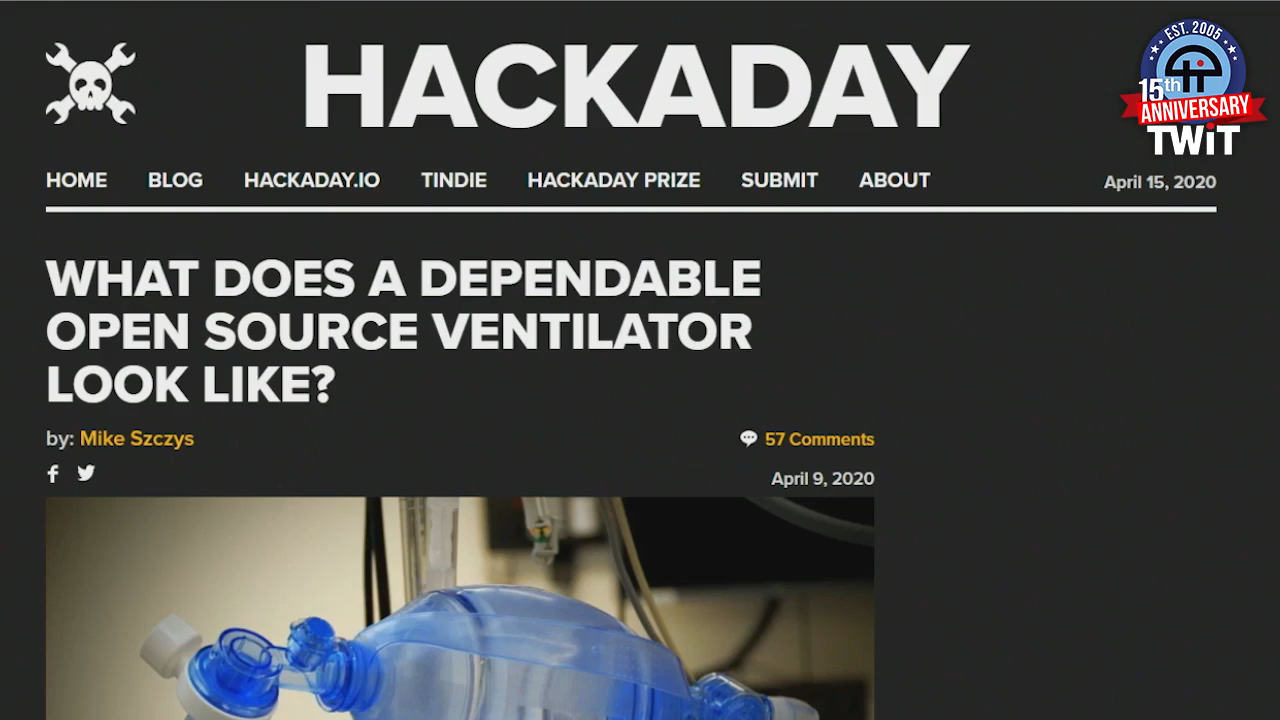 HACKADAY
EST. 2005
15th
ANNIVERSARY
TWiT
HOME BLOG HACKADAY.IO TINDIE HACKADAY PRIZE SUBMIT ABOUT
April 15, 2020
WHAT DOES A DEPENDABLE
OPEN SOURCE VENTILATOR
LOOK LIKE?
by: Mike Szczys
57 Comments
April 9, 2020